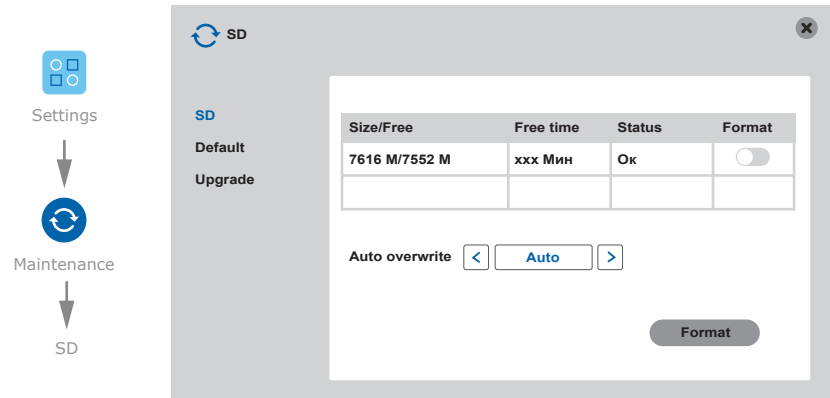 Settings
Maintenance
SD
SD
SD
Default
Upgrade
Size/Free Free time Status Format
7616 M/7552 M xxx Мин Ок
Auto overwrite < Auto >
Format